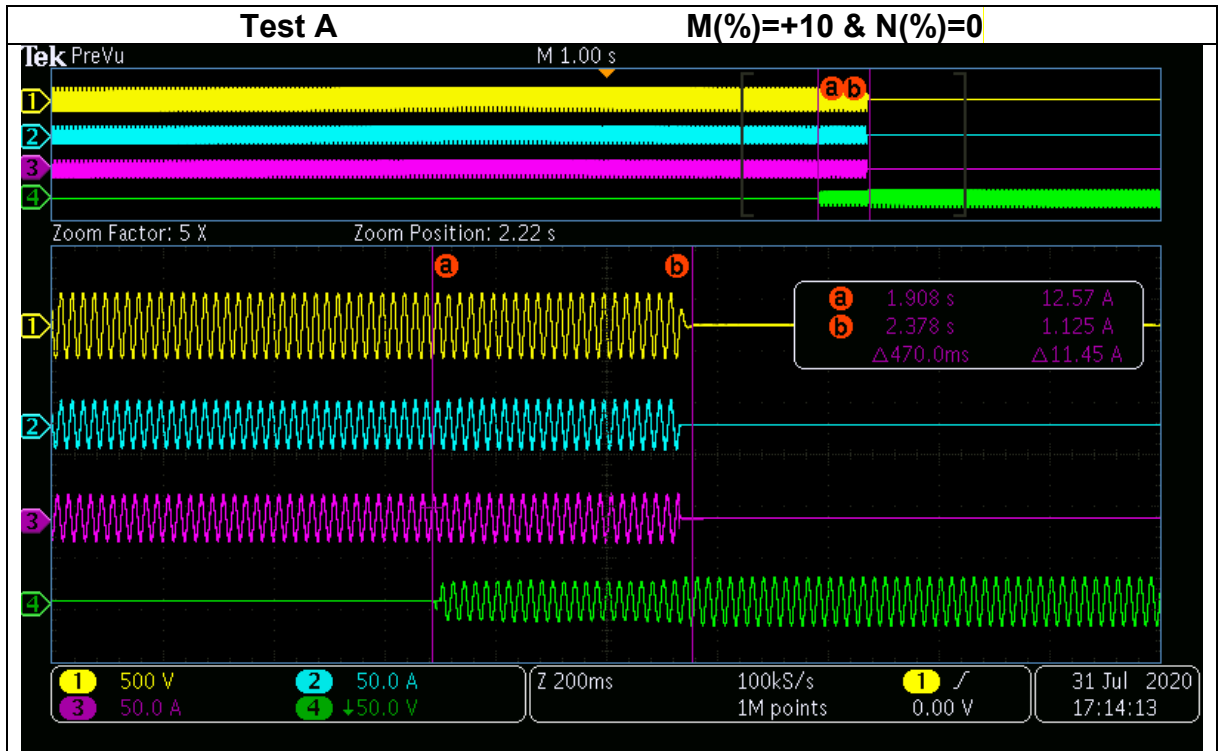 Test A M(%)=+10 & N(%)=0
Tek PreVu M 1.00 s
a b
1
2
3
4
Zoom Factor: 5 X Zoom Position: 2.22 s
a b
a 1.908 s 12.57 A
1
b 2.378 s 1.125 A
△470.0ms △11.45 A
2
3
4
1 500 V 2 50.0 A Z 200ms 100kS/s 1 31 Jul 2020
3 50.0 A 4 ↓50.0 V 1M points 0.00 V 17:14:13